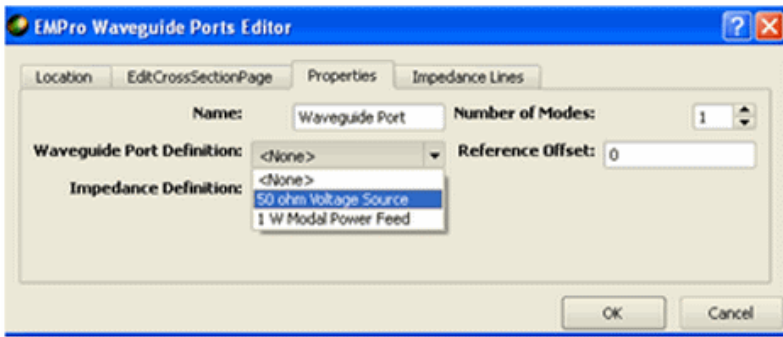 EMPro Waveguide Ports Editor
Location EditCrossSectionPage Properties Impedance Lines
Name: Waveguide Port Number of Modes: 1
Waveguide Port Definition: <None> Reference Offset: 0
<None>
Impedance Definition: 50 ohm Voltage Source
1 W Modal Power Feed
OK Cancel